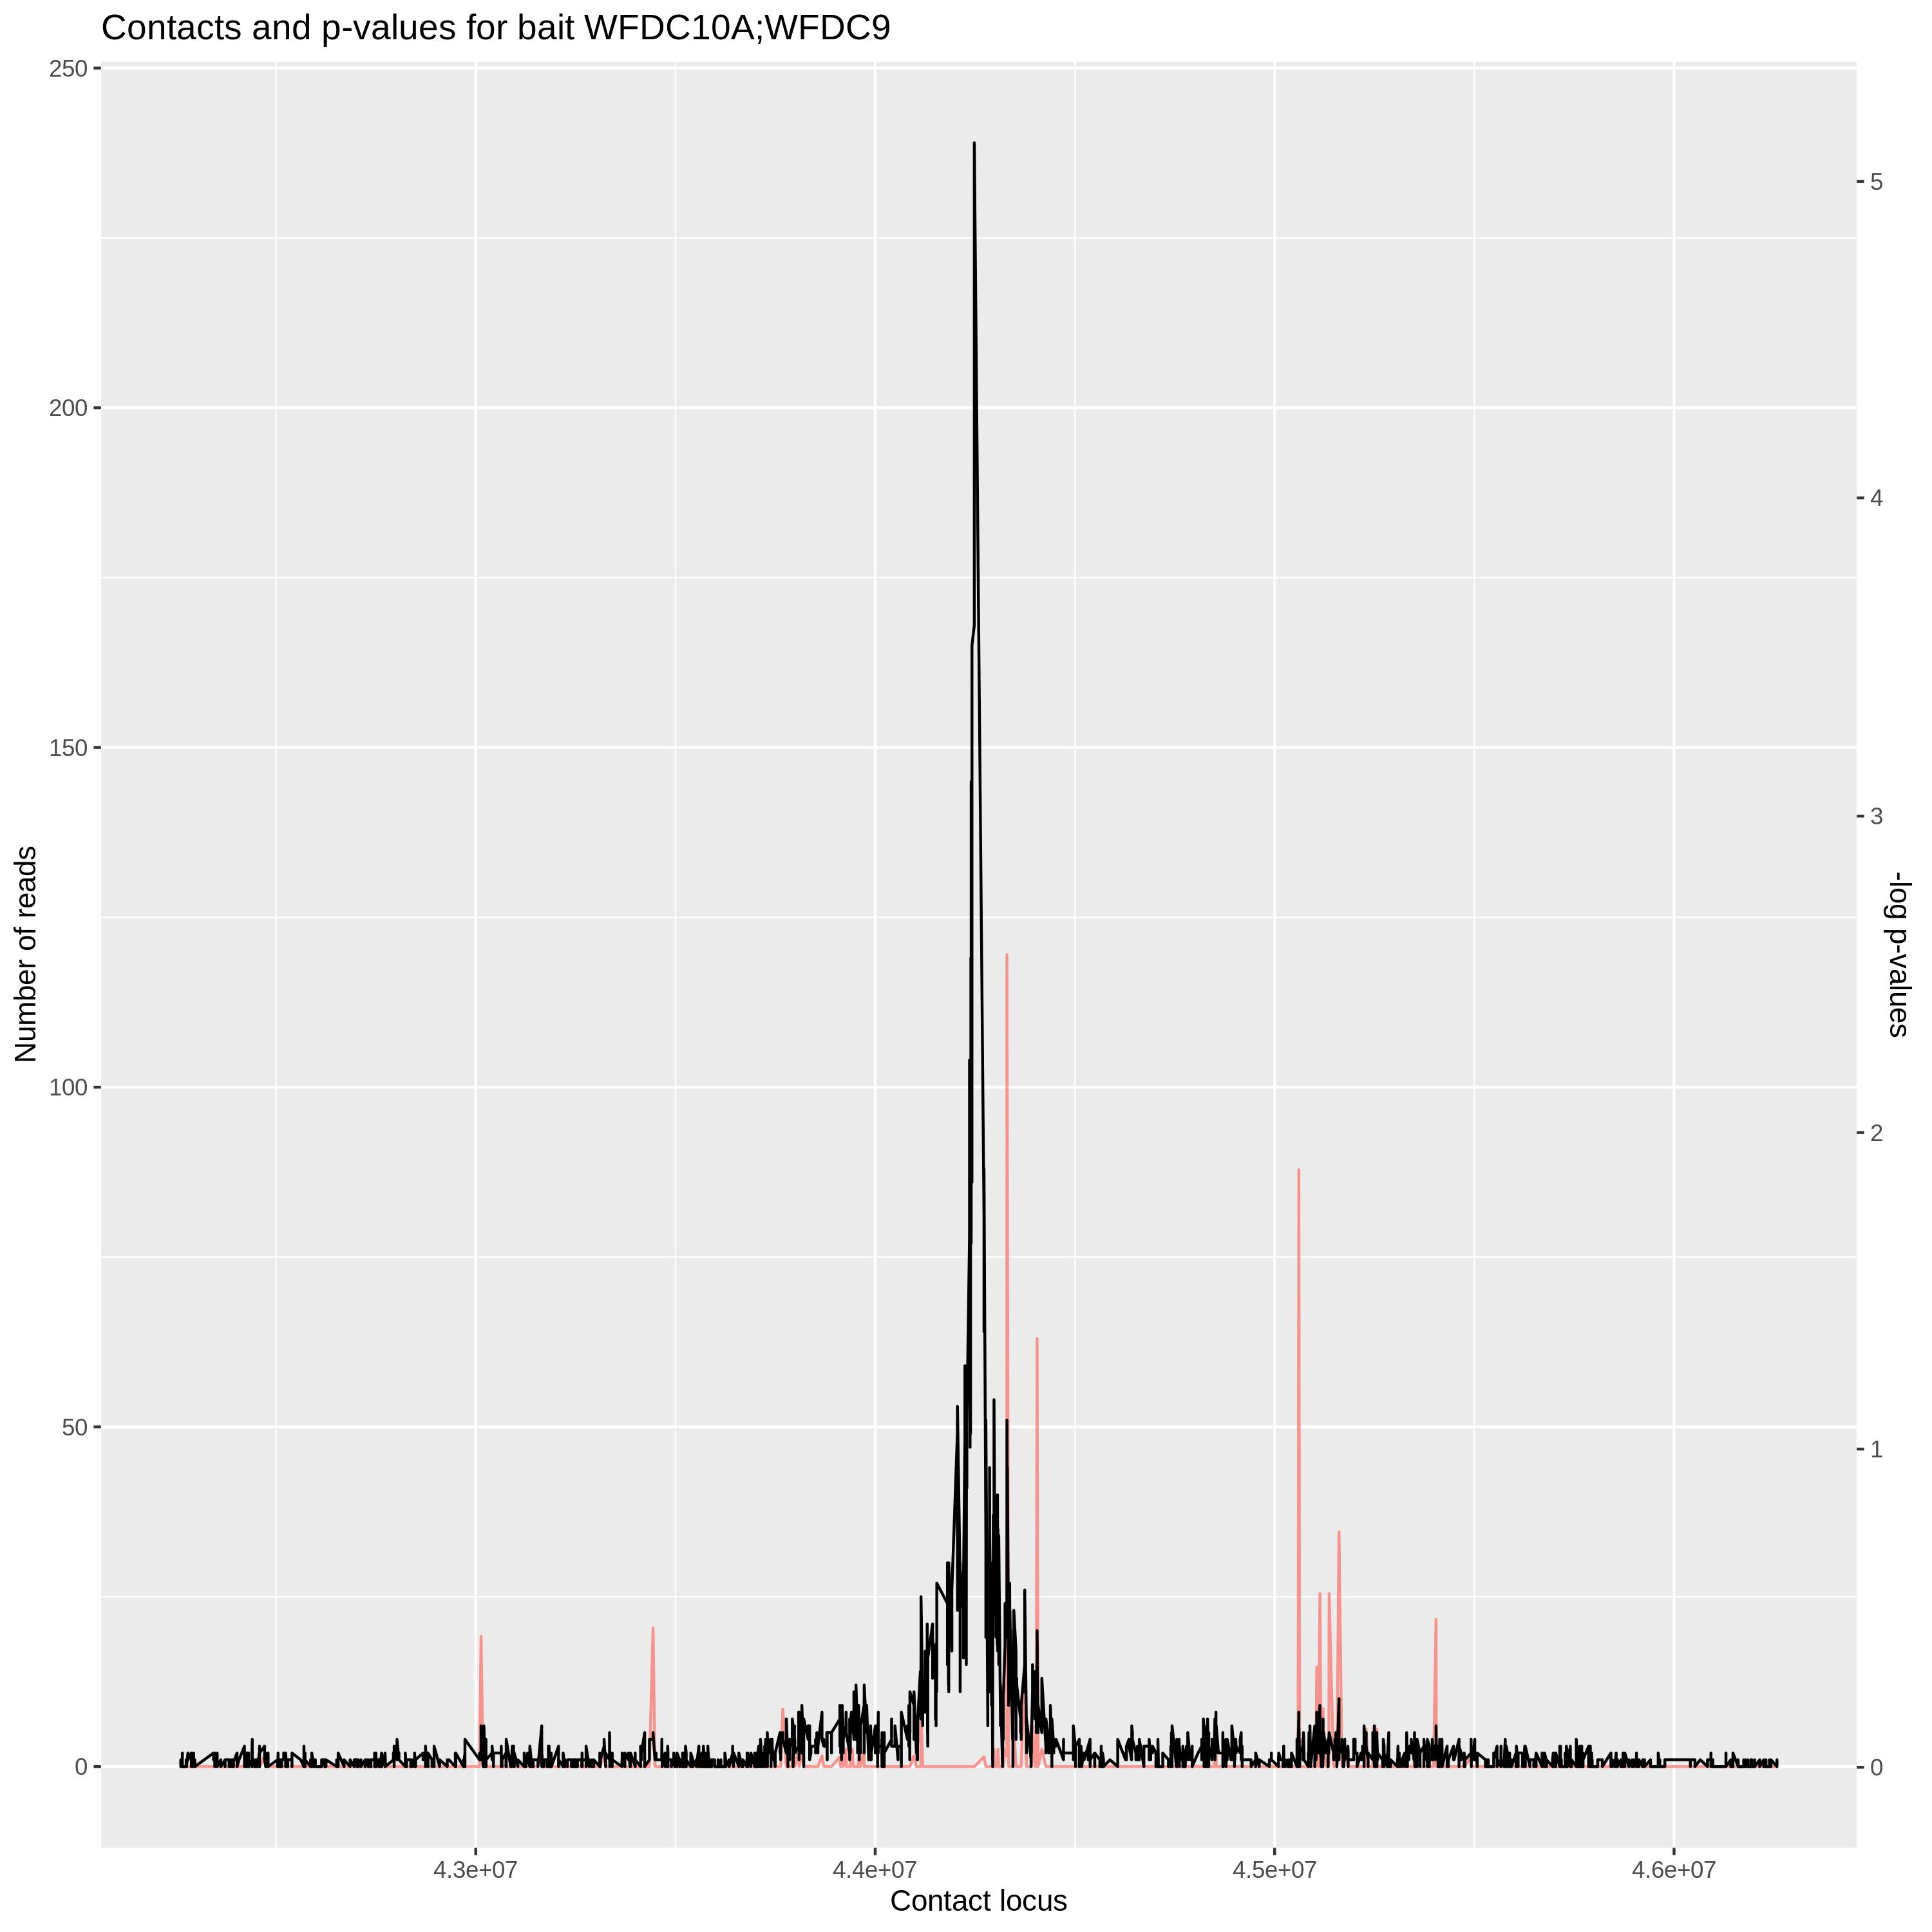 Contacts and p-values for bait WFDC10A;WFDC9
250
200
150
100
50
0
Number of reads
5
4
3
2
1
0
-log p-values
4.3e+07
4.4e+07
4.5e+07
4.6e+07
Contact locus